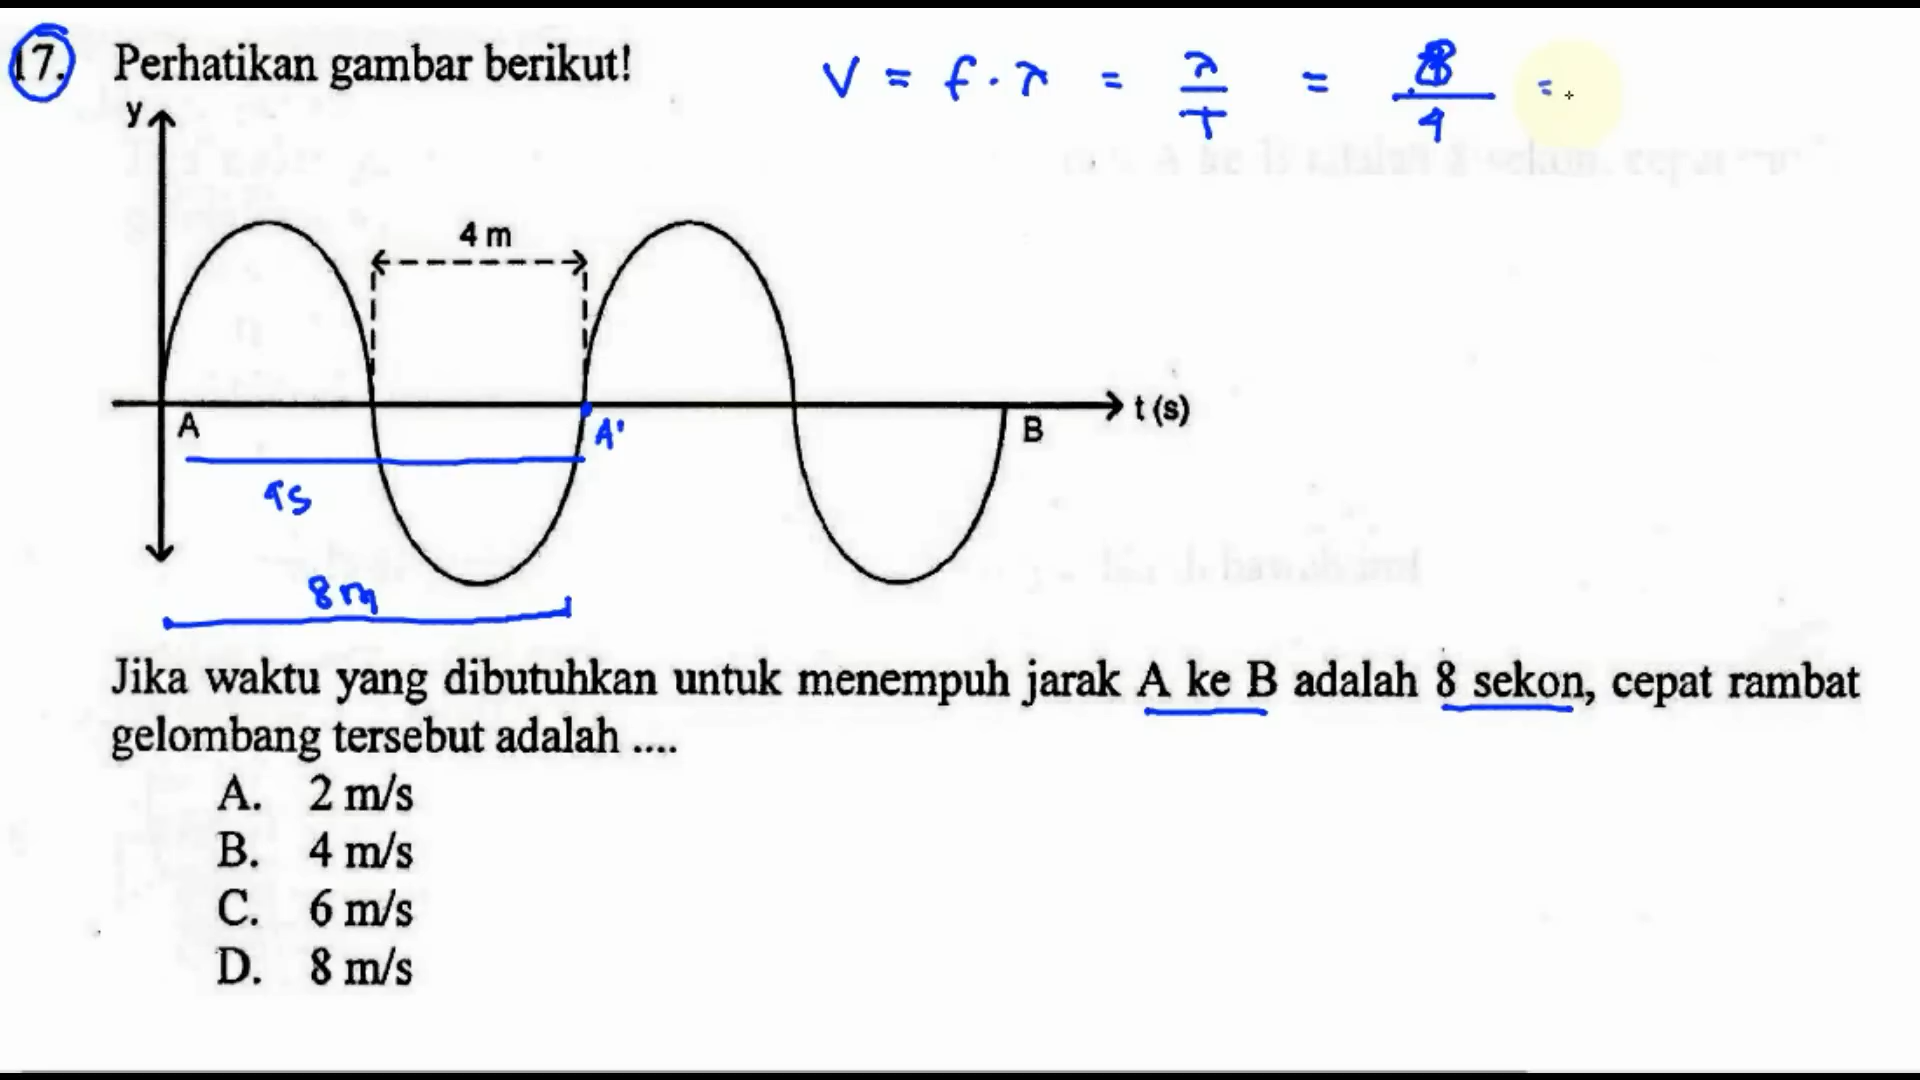 17. Perhatikan gambar berikut!
V = f · λ = λ/T = 8/4 =
y
4 m
t (s)
A
A'
B
4s
8m
Jika waktu yang dibutuhkan untuk menempuh jarak A ke B adalah 8 sekon, cepat rambat
gelombang tersebut adalah ....
A. 2 m/s
B. 4 m/s
C. 6 m/s
D. 8 m/s